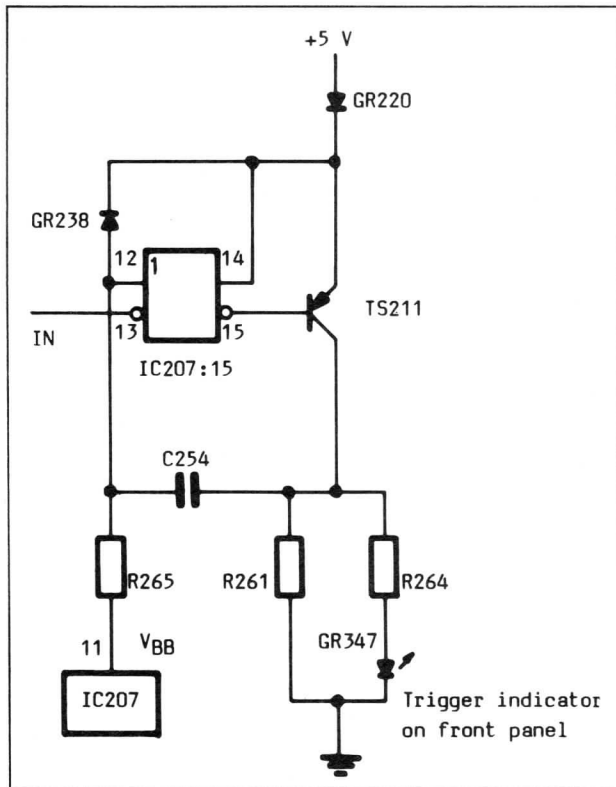 +5 V
GR220
GR238
12
1
14
TS211
IN
13
15
IC207:15
C254
R265
R261
R264
11
VBB
GR347
IC207
Trigger indicator
on front panel